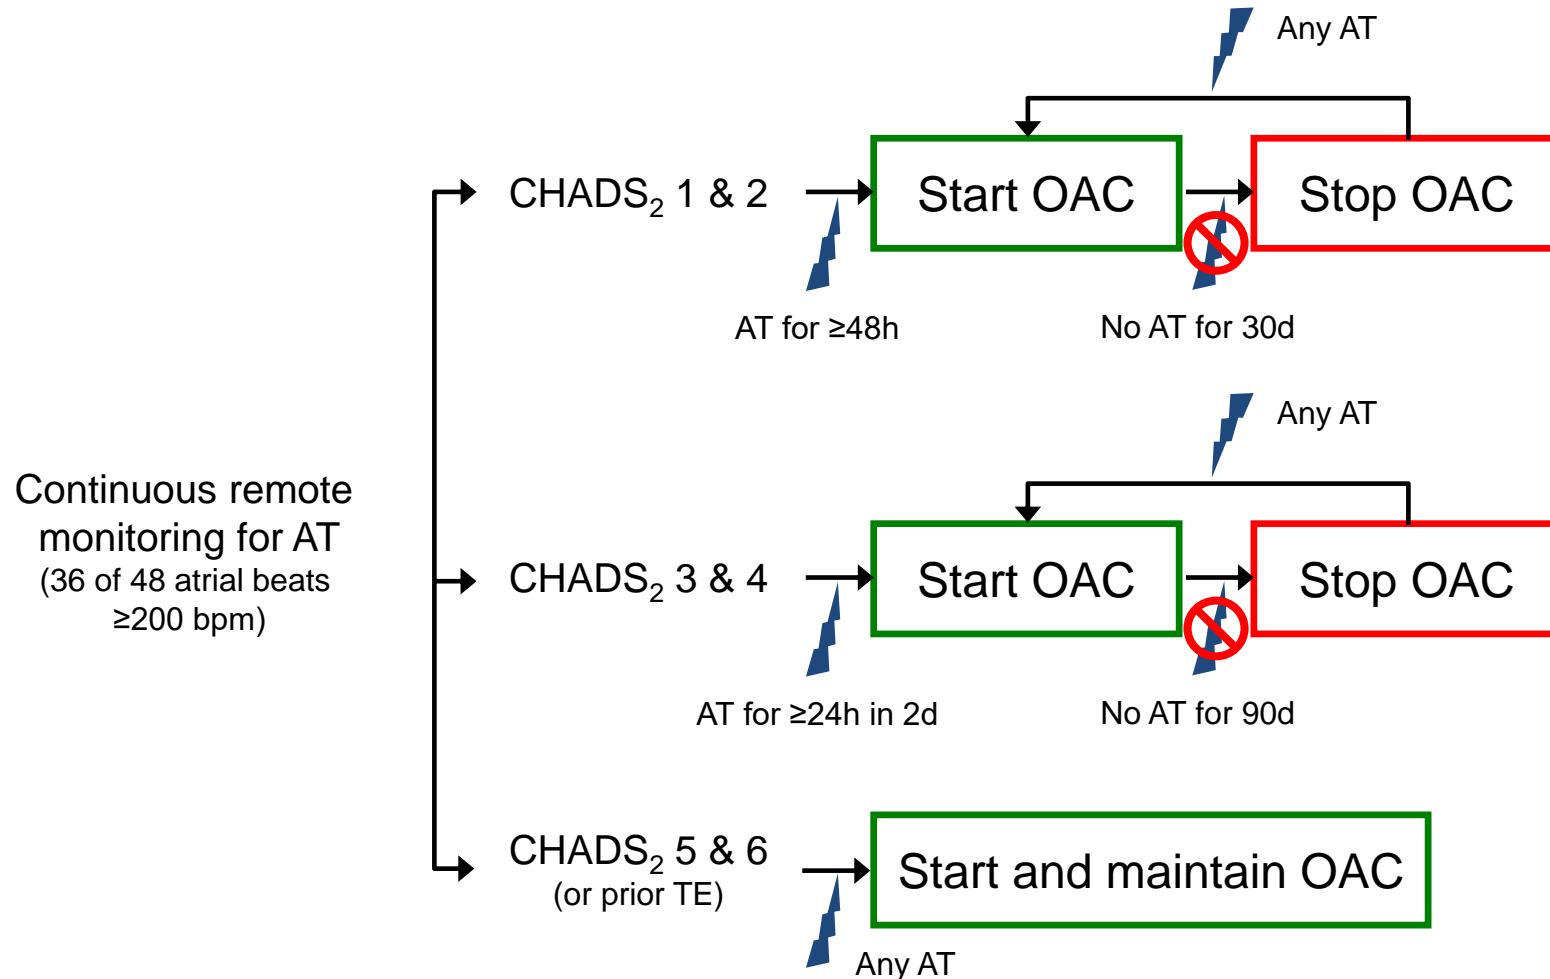 Any AT
CHADS₂ 1 & 2
Start OAC
Stop OAC
AT for ≥48h
No AT for 30d
Any AT
Continuous remote
monitoring for AT
(36 of 48 atrial beats
≥200 bpm)
CHADS₂ 3 & 4
Start OAC
Stop OAC
AT for ≥24h in 2d
No AT for 90d
CHADS₂ 5 & 6
(or prior TE)
Start and maintain OAC
Any AT